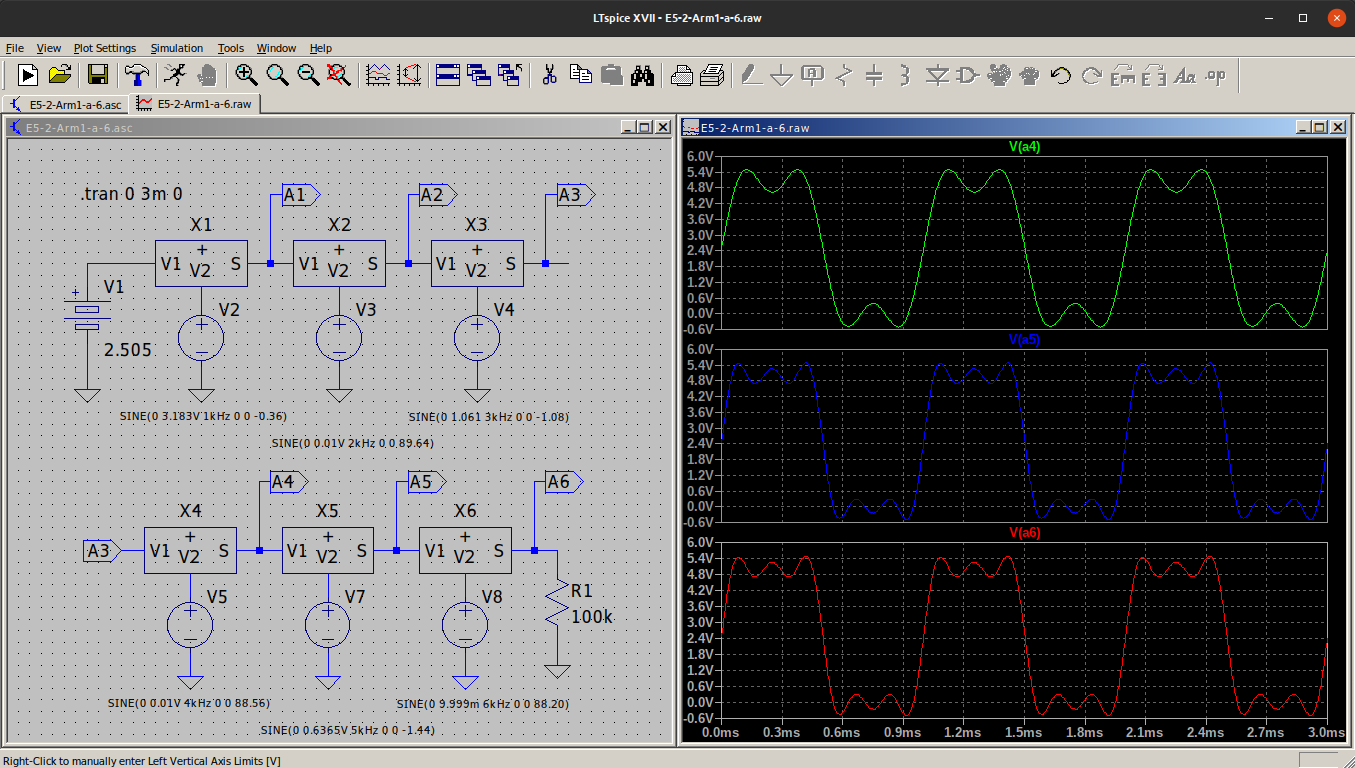 LTspice XVII - E5-2-Arm1-a-6.raw
File View Plot Settings Simulation Tools Window Help
E5-2-Arm1-a-6.asc E5-2-Arm1-a-6.raw
E5-2-Arm1-a-6.asc
.tran 0 3m 0
A1 A2 A3
X1 X2 X3
V1 + V2 S V1 + V2 S V1 + V2 S
V1
+
2.505
V2 V3 V4
SINE(0 3.183V 1kHz 0 0 -0.36) SINE(0 1.061 3kHz 0 0 -1.08)
SINE(0 0.01V 2kHz 0 0 89.64)
A4 A5 A6
X4 X5 X6
A3 V1 + V2 S V1 + V2 S V1 + V2 S
V5 V7 V8
R1
100k
SINE(0 0.01V 4kHz 0 0 88.56) SINE(0 9.999m 6kHz 0 0 88.20)
SINE(0 0.6365V 5kHz 0 0 -1.44)
E5-2-Arm1-a-6.raw
V(a4)
6.0V
5.4V
4.8V
4.2V
3.6V
3.0V
2.4V
1.8V
1.2V
0.6V
0.0V
-0.6V
V(a5)
6.0V
5.4V
4.8V
4.2V
3.6V
3.0V
2.4V
1.8V
1.2V
0.6V
0.0V
-0.6V
V(a6)
6.0V
5.4V
4.8V
4.2V
3.6V
3.0V
2.4V
1.8V
1.2V
0.6V
0.0V
-0.6V
0.0ms 0.3ms 0.6ms 0.9ms 1.2ms 1.5ms 1.8ms 2.1ms 2.4ms 2.7ms 3.0ms
Right-Click to manually enter Left Vertical Axis Limits [V]